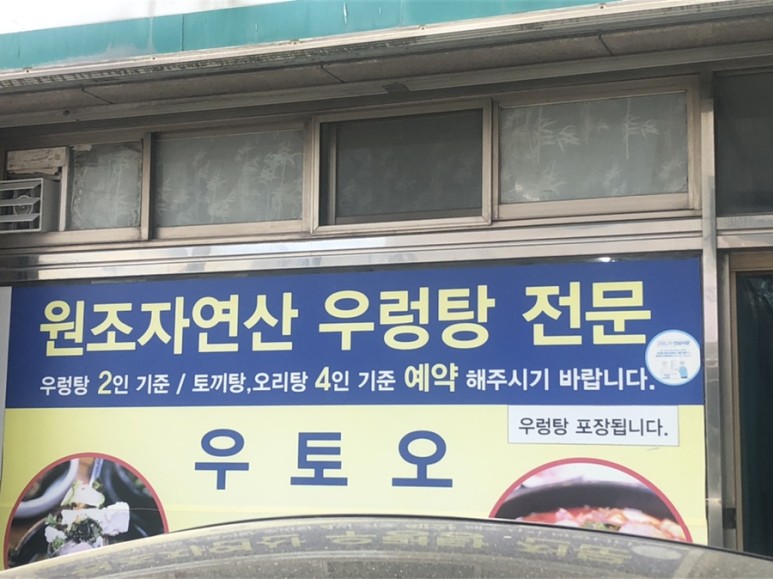 원조자연산 우렁탕 전문
우렁탕 2인 기준 / 토끼탕,오리탕 4인 기준 예약 해주시기 바랍니다.
우렁탕 포장됩니다.
우 토 오